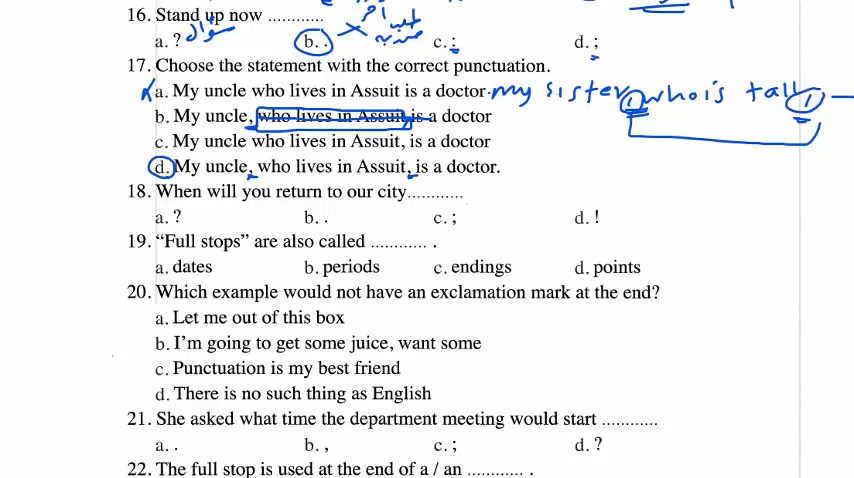 16. Stand up now ............
a. ? سؤال b. . c. : d. ;
17. Choose the statement with the correct punctuation.
a. My uncle who lives in Assuit is a doctor. my sister, who is tall,
b. My uncle, who lives in Assuit, is a doctor
c. My uncle who lives in Assuit, is a doctor
d. My uncle, who lives in Assuit, is a doctor.
18. When will you return to our city............
a. ? b. . c. ; d. !
19. “Full stops” are also called ............ .
a. dates b. periods c. endings d. points
20. Which example would not have an exclamation mark at the end?
a. Let me out of this box
b. I’m going to get some juice, want some
c. Punctuation is my best friend
d. There is no such thing as English
21. She asked what time the department meeting would start ............
a. . b. , c. ; d. ?
22. The full stop is used at the end of a / an ............ .